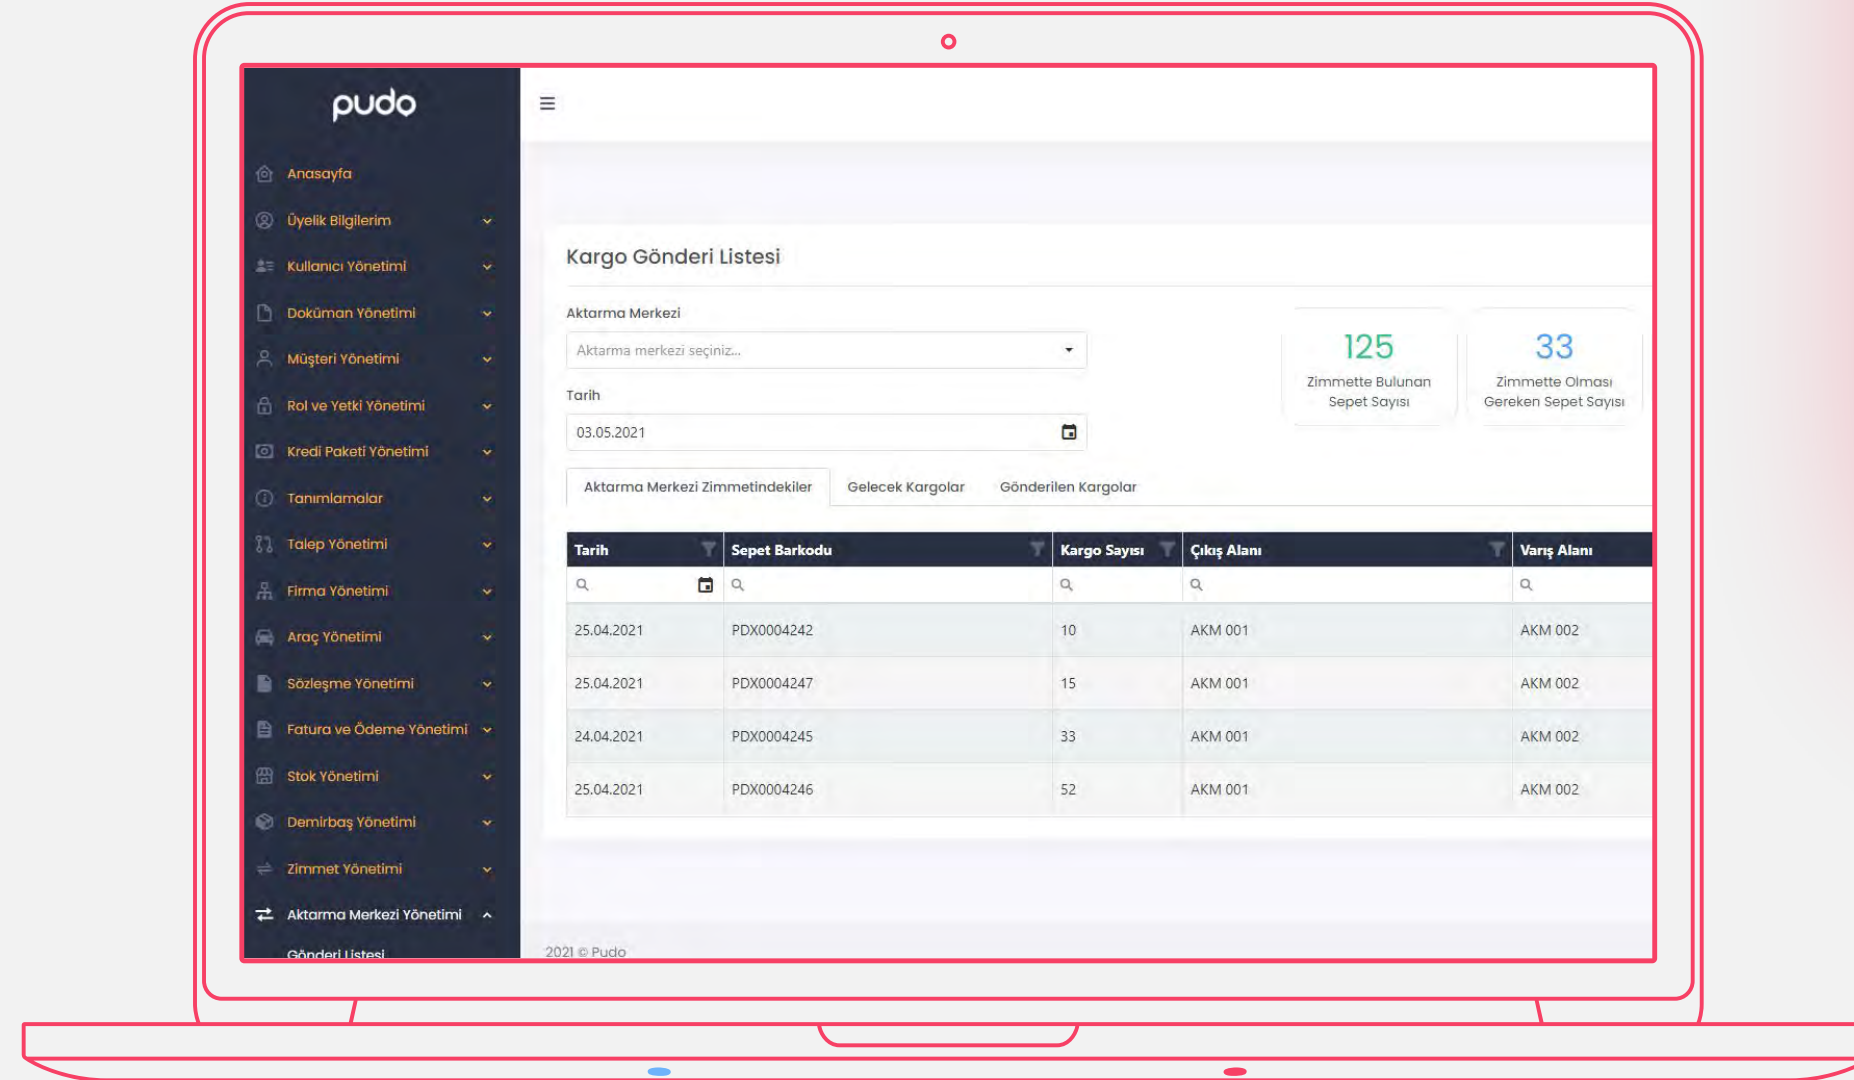 pudo
Anasayfa
Üyelik Bilgilerim
Kullanıcı Yönetimi
Doküman Yönetimi
Müşteri Yönetimi
Rol ve Yetki Yönetimi
Kredi Paketi Yönetimi
Tanımlamalar
Talep Yönetimi
Firma Yönetimi
Araç Yönetimi
Sözleşme Yönetimi
Fatura ve Ödeme Yönetimi
Stok Yönetimi
Demirbaş Yönetimi
Zimmet Yönetimi
Aktarma Merkezi Yönetimi
Gönderi Listesi
Kargo Gönderi Listesi
Aktarma Merkezi
Aktarma merkezi seçiniz...
Tarih
03.05.2021
125
Zimmette Bulunan
Sepet Sayısı
33
Zimmette Olması
Gereken Sepet Sayısı
Aktarma Merkezi Zimmetindekiler Gelecek Kargolar Gönderilen Kargolar
Tarih Sepet Barkodu Kargo Sayısı Çıkış Alanı Varış Alanı
25.04.2021 PDX0004242 10 AKM 001 AKM 002
25.04.2021 PDX0004247 15 AKM 001 AKM 002
24.04.2021 PDX0004245 33 AKM 001 AKM 002
25.04.2021 PDX0004246 52 AKM 001 AKM 002
2021 © Pudo